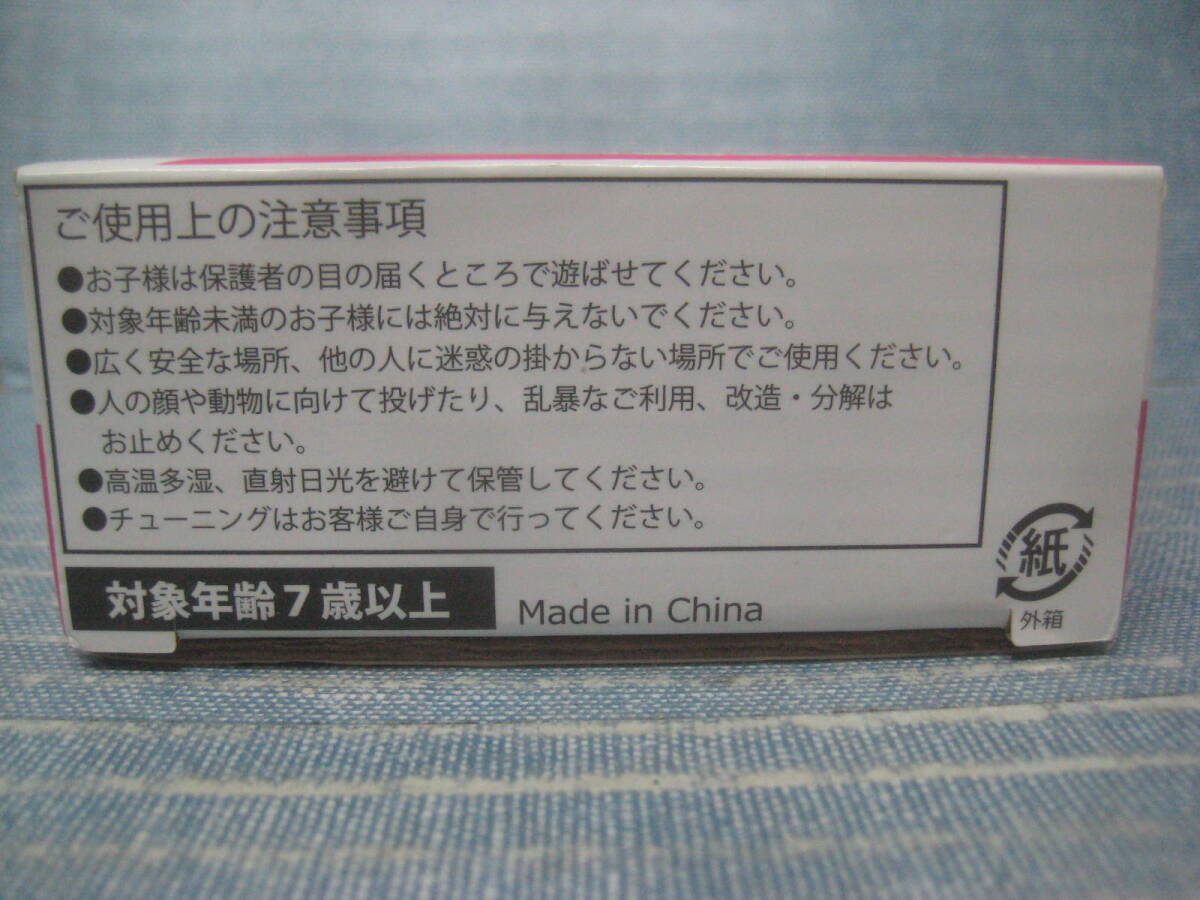 ご使用上の注意事項
●お子様は保護者の目の届くところで遊ばせてください。
●対象年齢未満のお子様には絶対に与えないでください。
●広く安全な場所、他の人に迷惑の掛からない場所でご使用ください。
●人の顔や動物に向けて投げたり、乱暴なご利用、改造・分解は
お止めください。
●高温多湿、直射日光を避けて保管してください。
●チューニングはお客様ご自身で行ってください。
対象年齢7歳以上
Made in China
紙
外箱